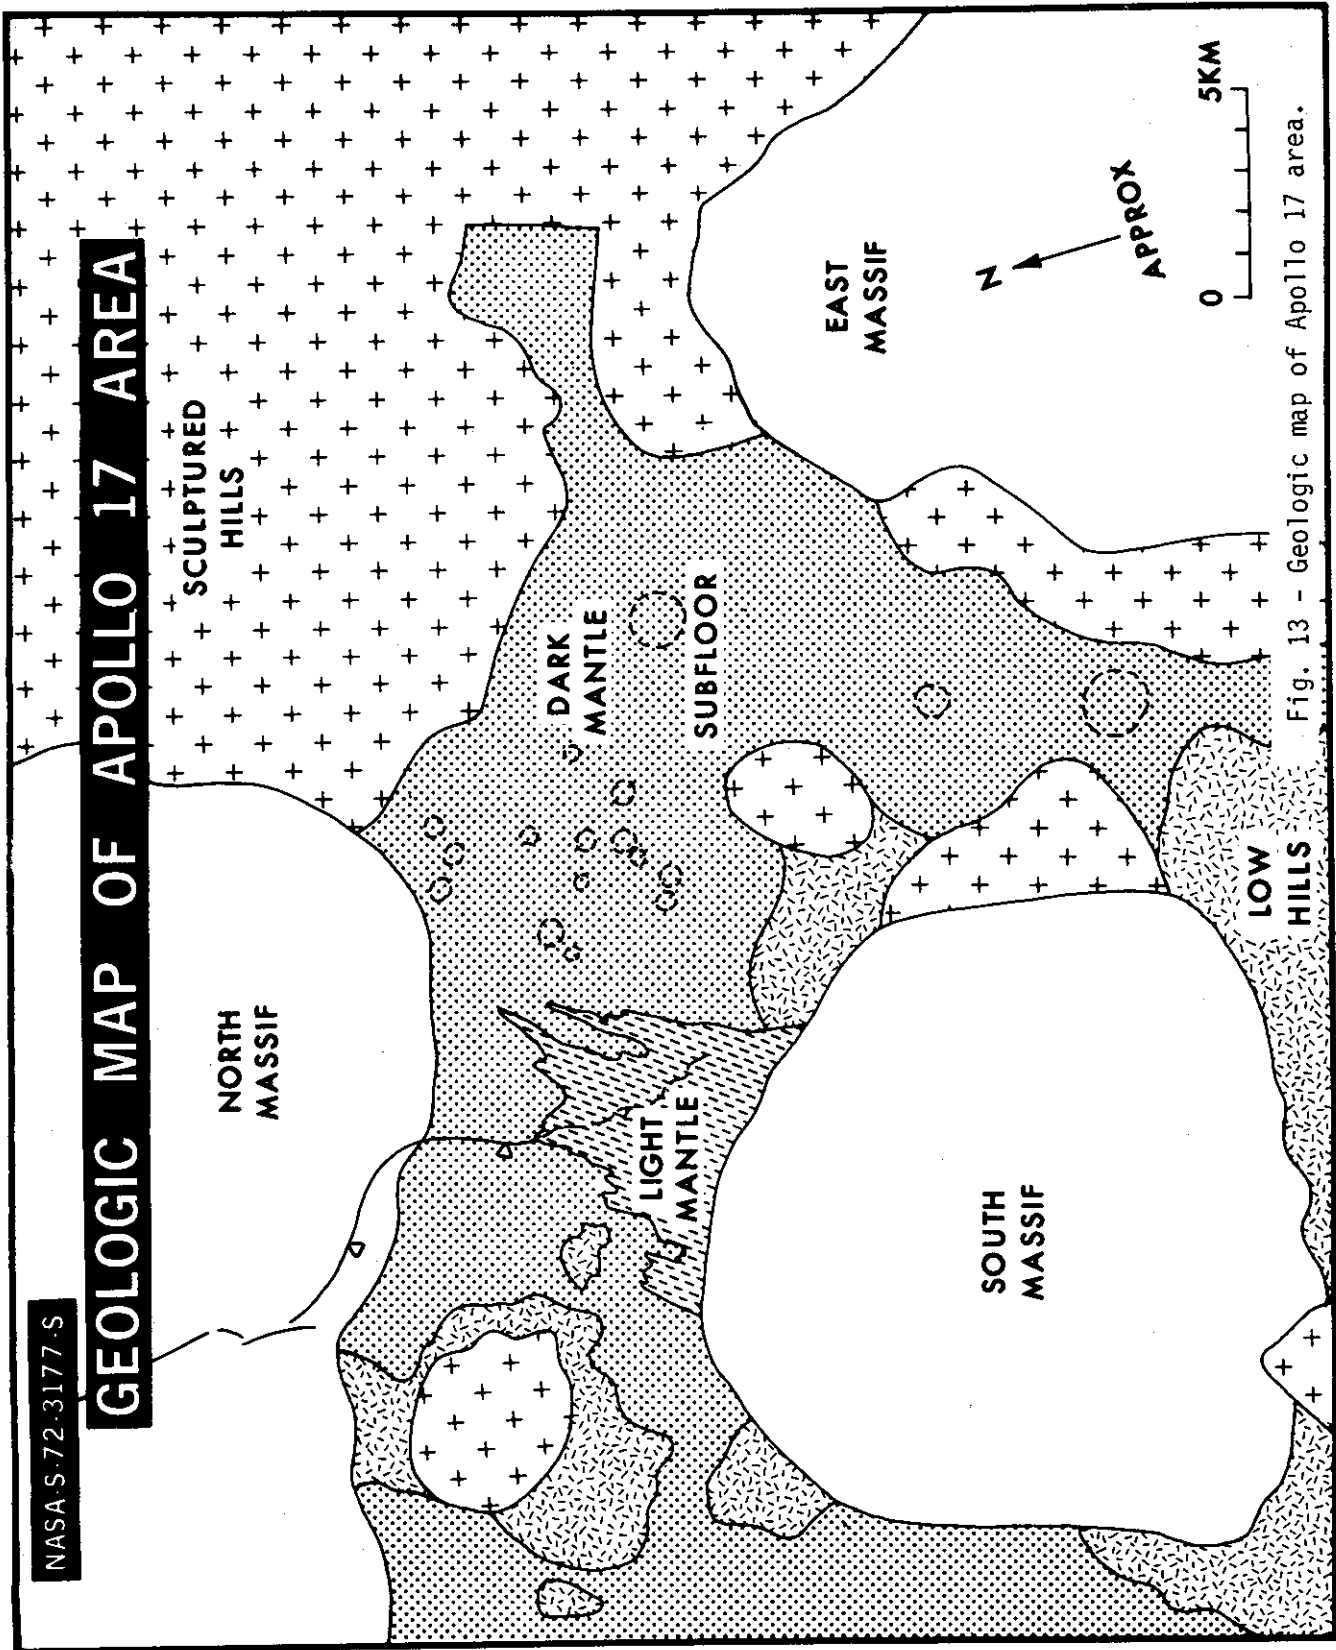 NASA-S-72-3177-S
GEOLOGIC MAP OF APOLLO 17 AREA
SCULPTURED
HILLS
NORTH
MASSIF
DARK
MANTLE
SUBFLOOR
LIGHT
MANTLE
EAST
MASSIF
SOUTH
MASSIF
LOW
HILLS
N
APPROX
0 5KM
Fig. 13 - Geologic map of Apollo 17 area.